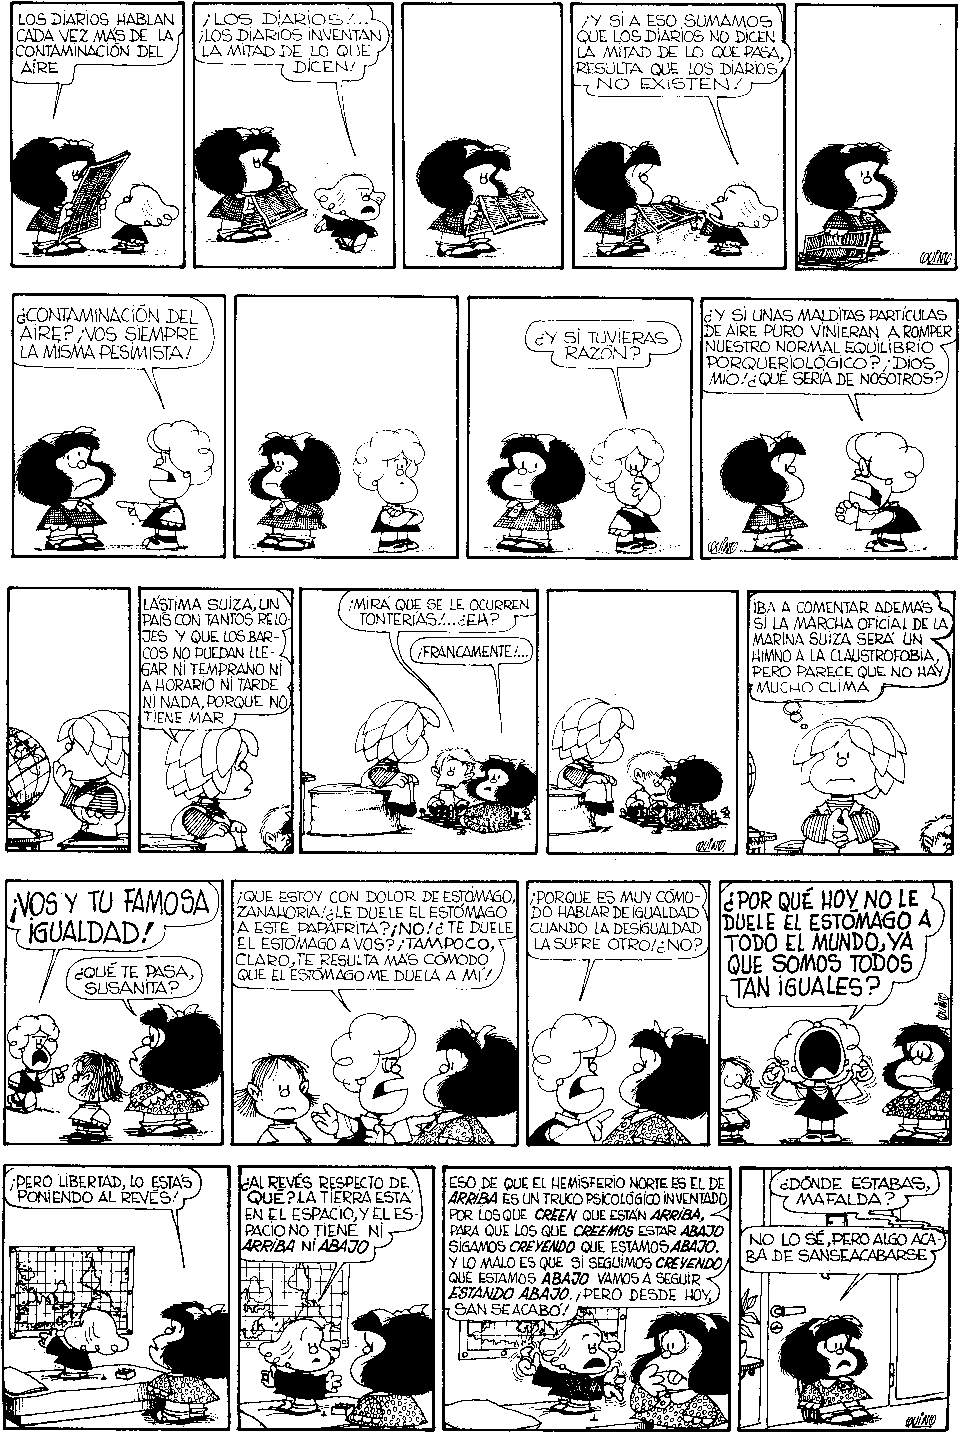 LOS DIARIOS HABLAN
CADA VEZ MÁS DE LA
CONTAMINACIÓN DEL
AIRE
¡LOS DIARIOS!...
¡LOS DIARIOS INVENTAN
LA MITAD DE LO QUE
DICEN!
¡Y SI A ESO SUMAMOS
QUE LOS DIARIOS NO DICEN
LA MITAD DE LO QUE PASA,
RESULTA QUE LOS DIARIOS
NO EXISTEN!
QUINO
¿CONTAMINACIÓN DEL
AIRE? ¡VOS SIEMPRE
LA MISMA PESIMISTA!
¿Y SI TUVIERAS
RAZÓN?
¿Y SI UNAS MALDITAS PARTÍCULAS
DE AIRE PURO VINIERAN A ROMPER
NUESTRO NORMAL EQUILIBRIO
PORQUERIOLÓGICO? ¡DIOS
MIO! ¿QUÉ SERIA DE NOSOTROS?
QUINO
LÁSTIMA SUIZA, UN
PAÍS CON TANTOS RELO-
JES Y QUE LOS BAR-
COS NO PUEDAN LLE-
GAR NI TEMPRANO NI
A HORARIO NI TARDE
NI NADA, PORQUE NO
TIENE MAR
¡MIRÁ QUE SE LE OCURREN
TONTERÍAS!...¿EH?
¡FRANCAMENTE!...
QUINO
IBA A COMENTAR ADEMÁS
SI LA MARCHA OFICIAL DE LA
MARINA SUIZA SERÁ UN
HIMNO A LA CLAUSTROFOBÍA,
PERO PARECE QUE NO HAY
MUCHO CLIMA
¡VOS Y TU FAMOSA
IGUALDAD!
¿QUÉ TE PASA,
SUSANITA?
¡QUE ESTOY CON DOLOR DE ESTÓMAGO,
ZANAHORIA! ¿LE DUELE EL ESTÓMAGO
A ESTE PAPAFRITA? ¡NO! ¿TE DUELE
EL ESTÓMAGO A VOS? ¡TAMPOCO,
CLARO, TE RESULTA MÁS CÓMODO
QUE EL ESTÓMAGO ME DUELA A MÍ!
¡PORQUE ES MUY CÓMO-
DO HABLAR DE IGUALDAD
CUANDO LA DESIGUALDAD
LA SUFRE OTRO! ¿NO?
¿POR QUÉ HOY NO LE
DUELE EL ESTÓMAGO A
TODO EL MUNDO, YA
QUE SOMOS TODOS
TAN IGUALES?
QUINO
¡PERO LIBERTAD, LO ESTÁS
PONIENDO AL REVÉS!
¿AL REVÉS RESPECTO DE
QUÉ? LA TIERRA ESTÁ
EN EL ESPACIO, Y EL ES-
PACIO NO TIENE NI
ARRIBA NI ABAJO
ESO DE QUE EL HEMISFERIO NORTE ES EL DE
ARRIBA ES UN TRUCO PSICOLÓGICO INVENTADO
POR LOS QUE CREEN QUE ESTÁN ARRIBA,
PARA QUE LOS QUE CREEMOS ESTAR ABAJO
SIGAMOS CREYENDO QUE ESTAMOS ABAJO.
Y LO MALO ES QUE SI SEGUIMOS CREYENDO
QUE ESTAMOS ABAJO VAMOS A SEGUIR
ESTANDO ABAJO. ¡PERO DESDE HOY,
SAN SEACABÓ!
¿DÓNDE ESTABAS,
MAFALDA?
NO LO SÉ, PERO ALGO ACA
BA DE SANSEACABARSE
QUINO